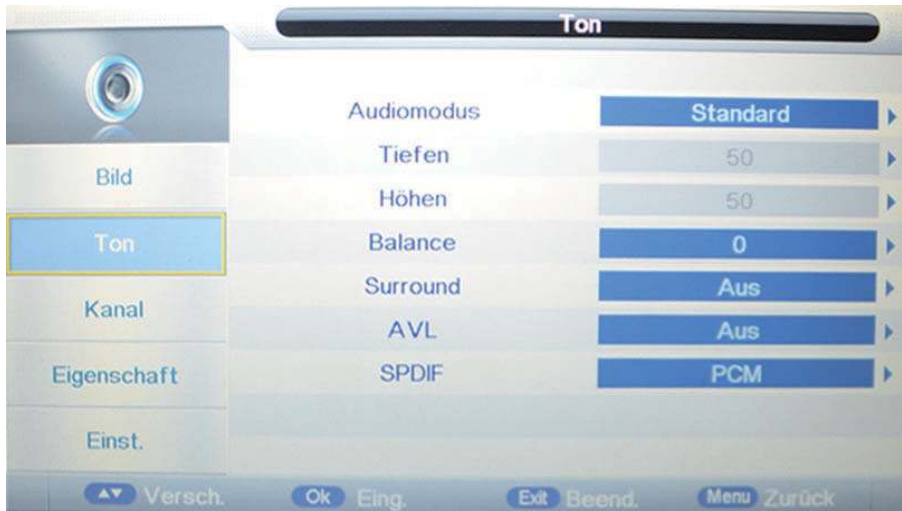 Ton
Bild
Ton
Kanal
Eigenschaft
Einst.
Audiomodus Standard
Tiefen 50
Höhen 50
Balance 0
Surround Aus
AVL Aus
SPDIF PCM
Versch. Ok Eing. Exit Beend. Menu Zurück